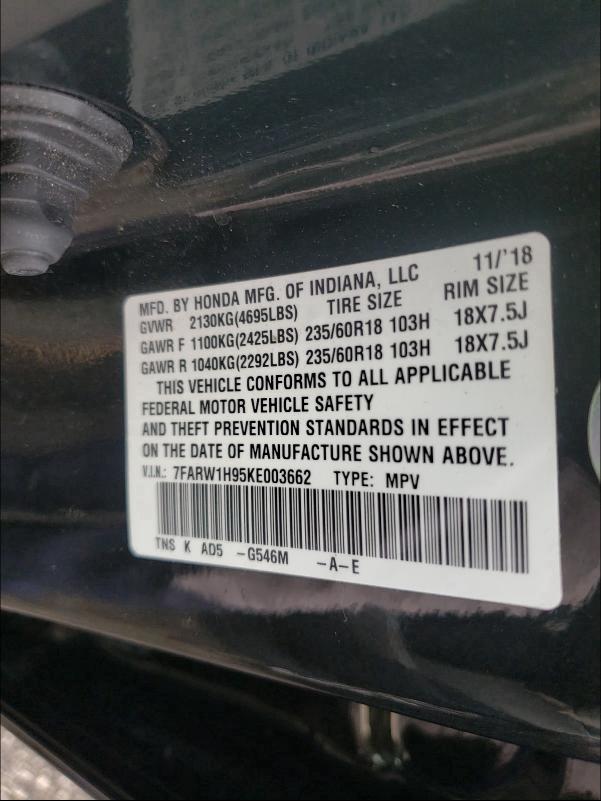 MFD. BY HONDA MFG. OF INDIANA, LLC 11/'18
GVWR 2130KG(4695LBS) TIRE SIZE RIM SIZE
GAWR F 1100KG(2425LBS) 235/60R18 103H 18X7.5J
GAWR R 1040KG(2292LBS) 235/60R18 103H 18X7.5J
THIS VEHICLE CONFORMS TO ALL APPLICABLE
FEDERAL MOTOR VEHICLE SAFETY
AND THEFT PREVENTION STANDARDS IN EFFECT
ON THE DATE OF MANUFACTURE SHOWN ABOVE.
V.I.N.: 7FARW1H95KE003662 TYPE: MPV
TNS K AD5 -G546M -A-E